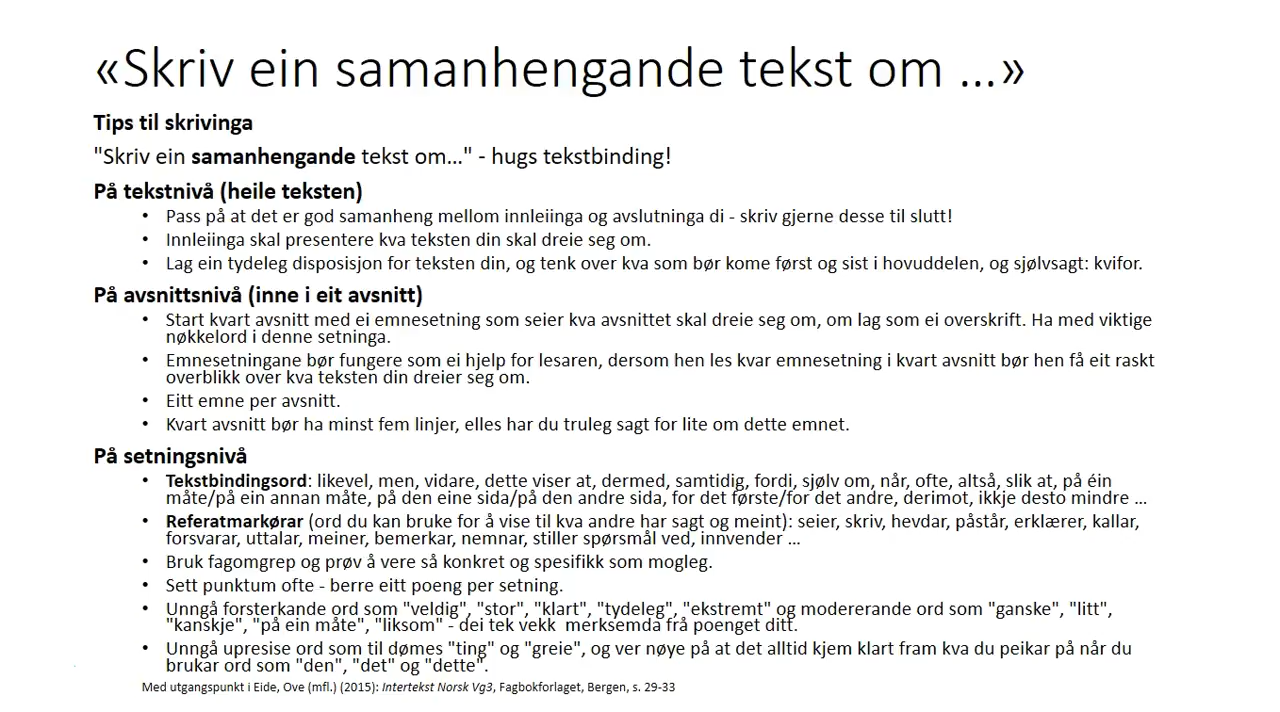 «Skriv ein samanhengande tekst om …»
Tips til skrivinga
"Skriv ein samanhengande tekst om…" - hugs tekstbinding!
På tekstnivå (heile teksten)
• Pass på at det er god samanheng mellom innleiinga og avslutninga di - skriv gjerne desse til slutt!
• Innleiinga skal presentere kva teksten din skal dreie seg om.
• Lag ein tydeleg disposisjon for teksten din, og tenk over kva som bør kome først og sist i hovuddelen, og sjølvsagt: kvifor.
På avsnittsnivå (inne i eit avsnitt)
• Start kvart avsnitt med ei emnesetning som seier kva avsnittet skal dreie seg om, om lag som ei overskrift. Ha med viktige
nøkkelord i denne setninga.
• Emnesetningane bør fungere som ei hjelp for lesaren, dersom hen les kvar emnesetning i kvart avsnitt bør hen få eit raskt
overblikk over kva teksten din dreier seg om.
• Eitt emne per avsnitt.
• Kvart avsnitt bør ha minst fem linjer, elles har du truleg sagt for lite om dette emnet.
På setningsnivå
• Tekstbindingsord: likevel, men, vidare, dette viser at, dermed, samtidig, fordi, sjølv om, når, ofte, altså, slik at, på éin
måte/på ein annan måte, på den eine sida/på den andre sida, for det første/for det andre, derimot, ikkje desto mindre …
• Referatmarkørar (ord du kan bruke for å vise til kva andre har sagt og meint): seier, skriv, hevdar, påstår, erklærer, kallar,
forsvarar, uttalar, meiner, bemerkar, nemnar, stiller spørsmål ved, innvender …
• Bruk fagomgrep og prøv å vere så konkret og spesifikk som mogleg.
• Sett punktum ofte - berre eitt poeng per setning.
• Unngå forsterkande ord som "veldig", "stor", "klart", "tydeleg", "ekstremt" og modererande ord som "ganske", "litt",
"kanskje", "på ein måte", "liksom" - dei tek vekk  merksemda frå poenget ditt.
• Unngå upresise ord som til dømes "ting" og "greie", og ver nøye på at det alltid kjem klart fram kva du peikar på når du
brukar ord som "den", "det" og "dette".
Med utgangspunkt i Eide, Ove (mfl.) (2015): Intertekst Norsk Vg3, Fagbokforlaget, Bergen, s. 29-33